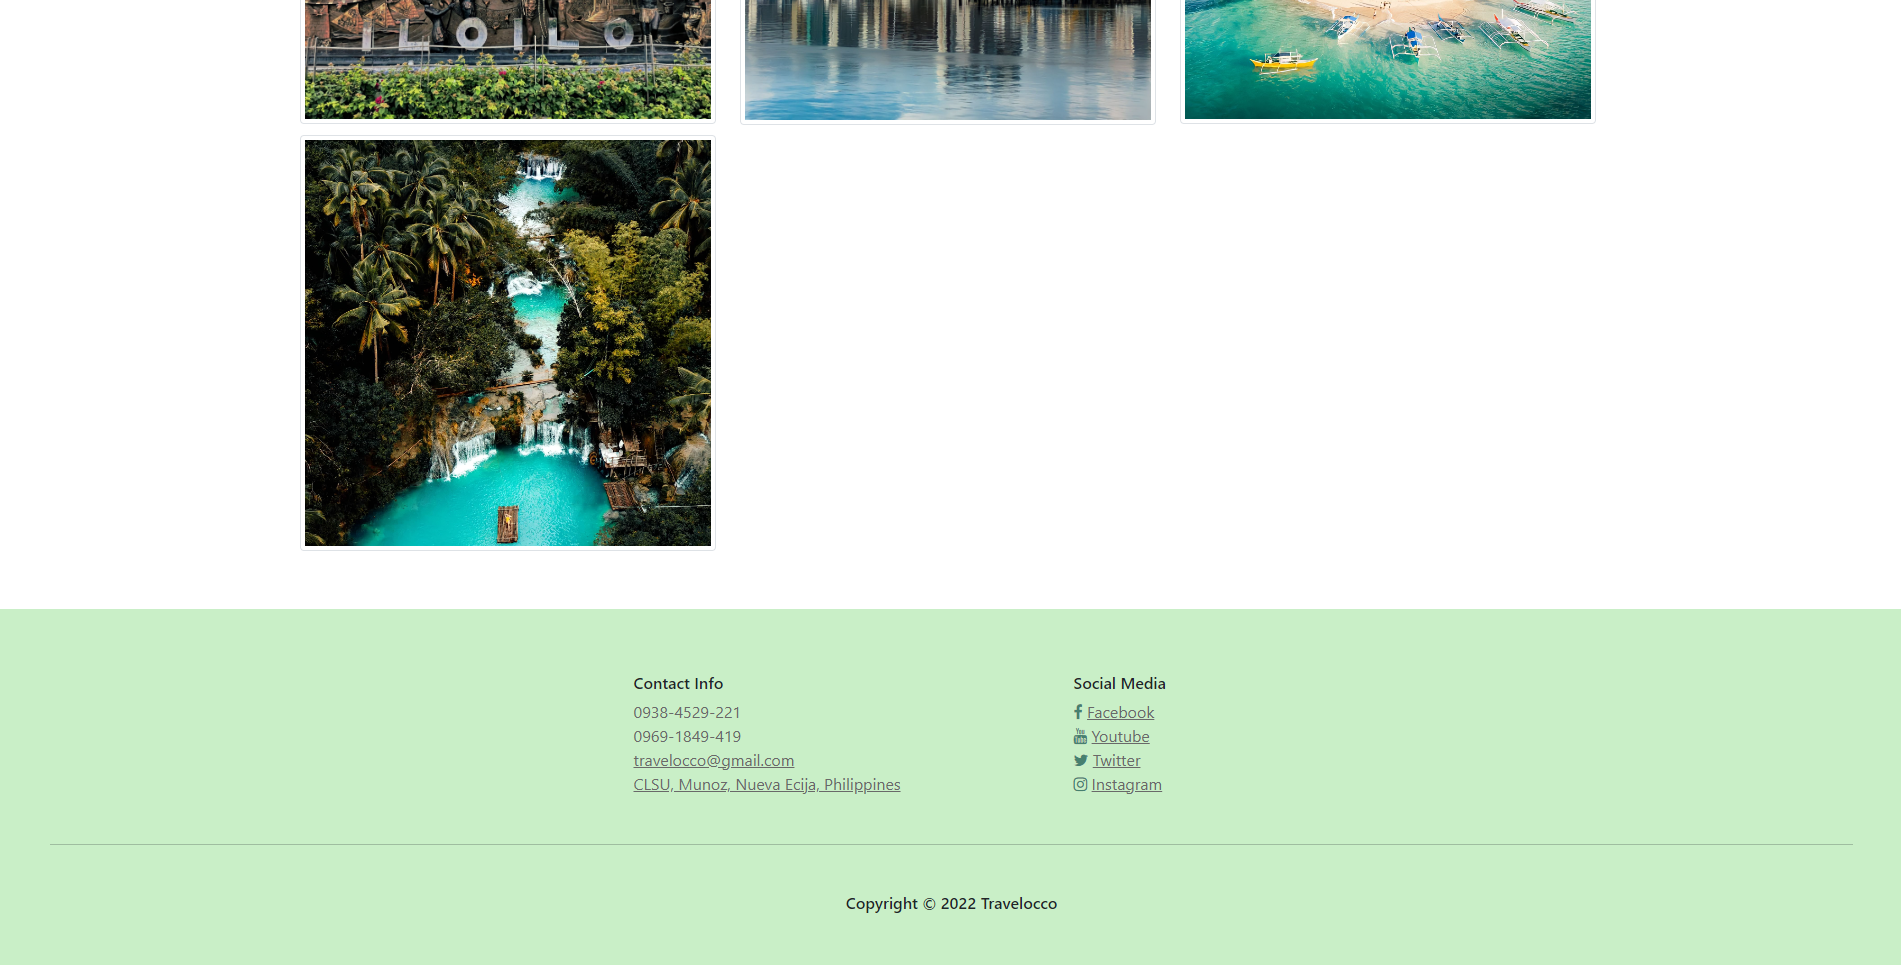 ILOILO
Contact Info
0938-4529-221
0969-1849-419
travelocco@gmail.com
CLSU, Munoz, Nueva Ecija, Philippines
Social Media
Facebook
Youtube
Twitter
Instagram
Copyright © 2022 Travelocco